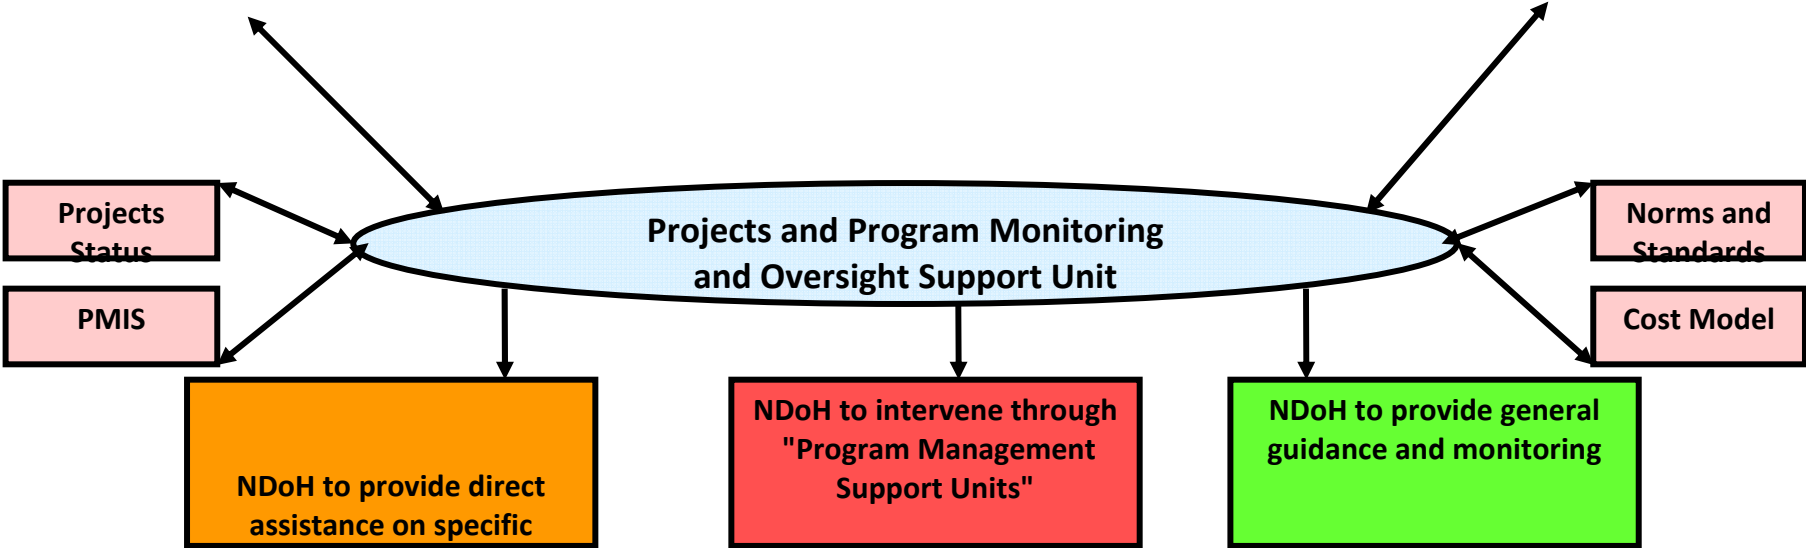 Projects
Status
PMIS
Projects and Program Monitoring
and Oversight Support Unit
Norms and
Standards
Cost Model
NDoH to provide direct
assistance on specific
NDoH to intervene through
"Program Management
Support Units"
NDoH to provide general
guidance and monitoring